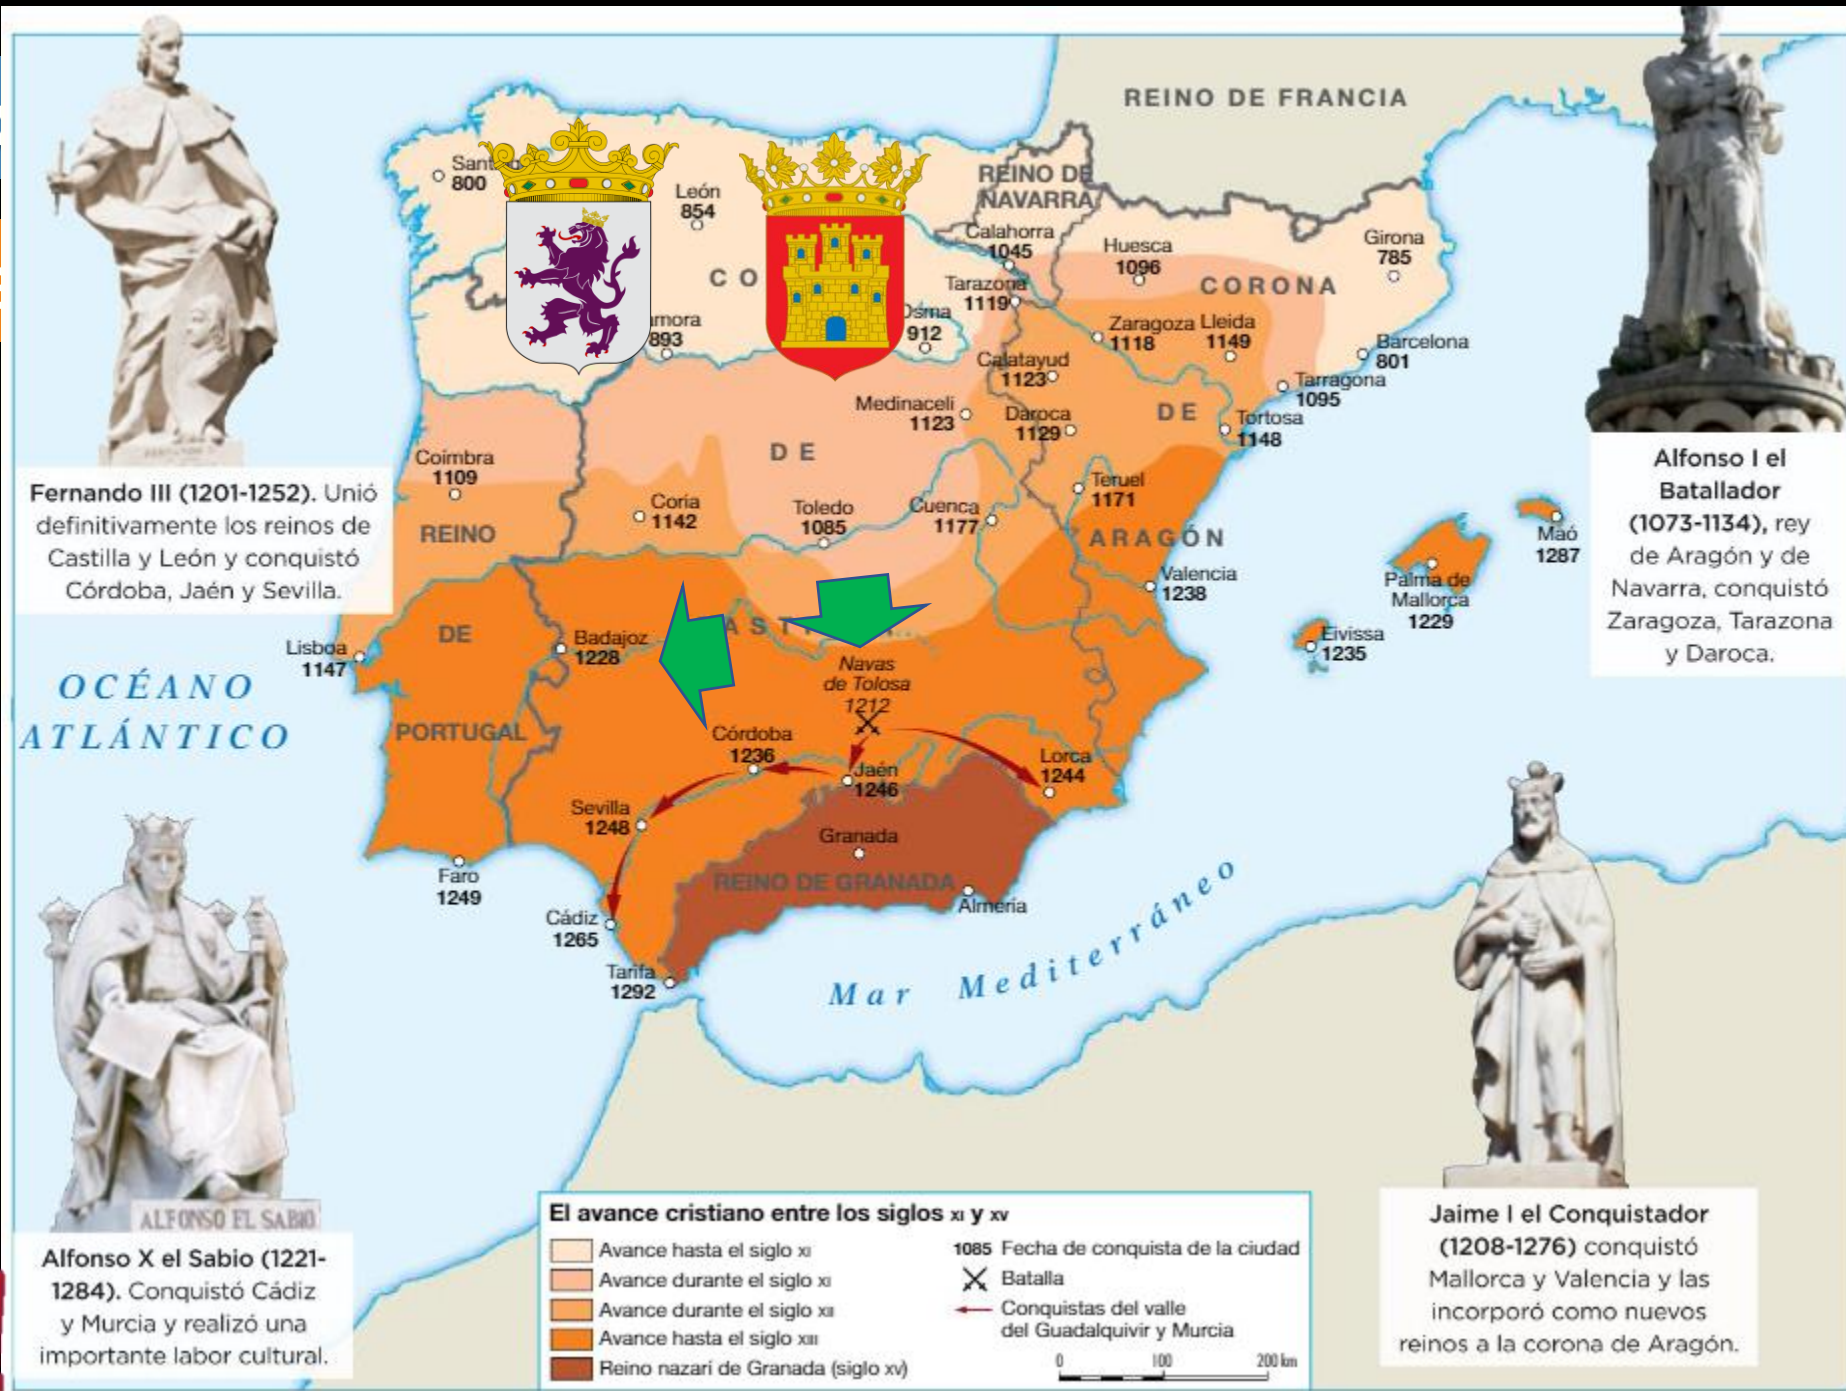 REINO DE FRANCIA
Sant
800
León
854
REINO DE
NAVARRA
Calahorra
1045
Huesca
1096
Girona
785
CO
Tarazona
1119
CORONA
amora
893
Osma
912
Zaragoza
1118
Lleida
1149
Barcelona
801
Calatayud
1123
Tarragona
1095
Medinaceli
1123
Daroca
1129
DE
Tortosa
1148
DE
Coimbra
1109
Teruel
1171
Coria
1142
Toledo
1085
Cuenca
1177
REINO
ARAGÓN
Maó
1287
Valencia
1238
Palma de
Mallorca
1229
DE
Badajoz
1228
AST
Eivissa
1235
Lisboa
1147
Navas
de Tolosa
1212
OCÉANO
ATLÁNTICO
PORTUGAL
Córdoba
1236
Jaén
1246
Lorca
1244
Sevilla
1248
Granada
REINO DE GRANADA
Almería
Faro
1249
Cádiz
1265
Tarifa
1292
Mar Mediterráneo
Fernando III (1201-1252). Unió
definitivamente los reinos de
Castilla y León y conquistó
Córdoba, Jaén y Sevilla.
Alfonso I el
Batallador
(1073-1134), rey
de Aragón y de
Navarra, conquistó
Zaragoza, Tarazona
y Daroca.
ALFONSO EL SABIO
Alfonso X el Sabio (1221-
1284). Conquistó Cádiz
y Murcia y realizó una
importante labor cultural.
El avance cristiano entre los siglos XI y XV
Avance hasta el siglo XI
Avance durante el siglo XI
Avance durante el siglo XII
Avance hasta el siglo XIII
Reino nazarí de Granada (siglo XV)
1085 Fecha de conquista de la ciudad
Batalla
Conquistas del valle
del Guadalquivir y Murcia
0 100 200 km
Jaime I el Conquistador
(1208-1276) conquistó
Mallorca y Valencia y las
incorporó como nuevos
reinos a la corona de Aragón.